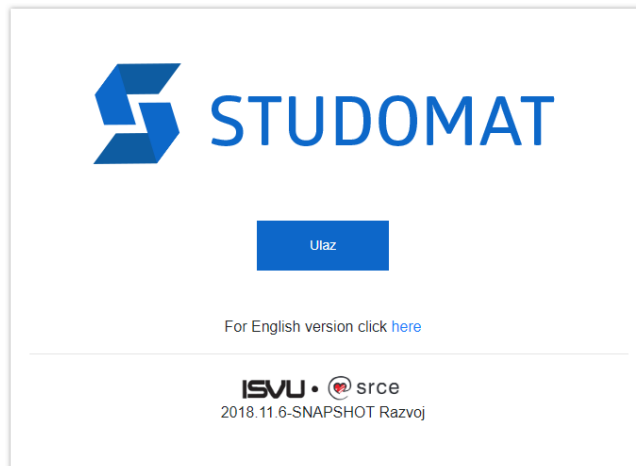 STUDOMAT
Ulaz
For English version click here
ISVU • @ srce
2018.11.6-SNAPSHOT Razvoj